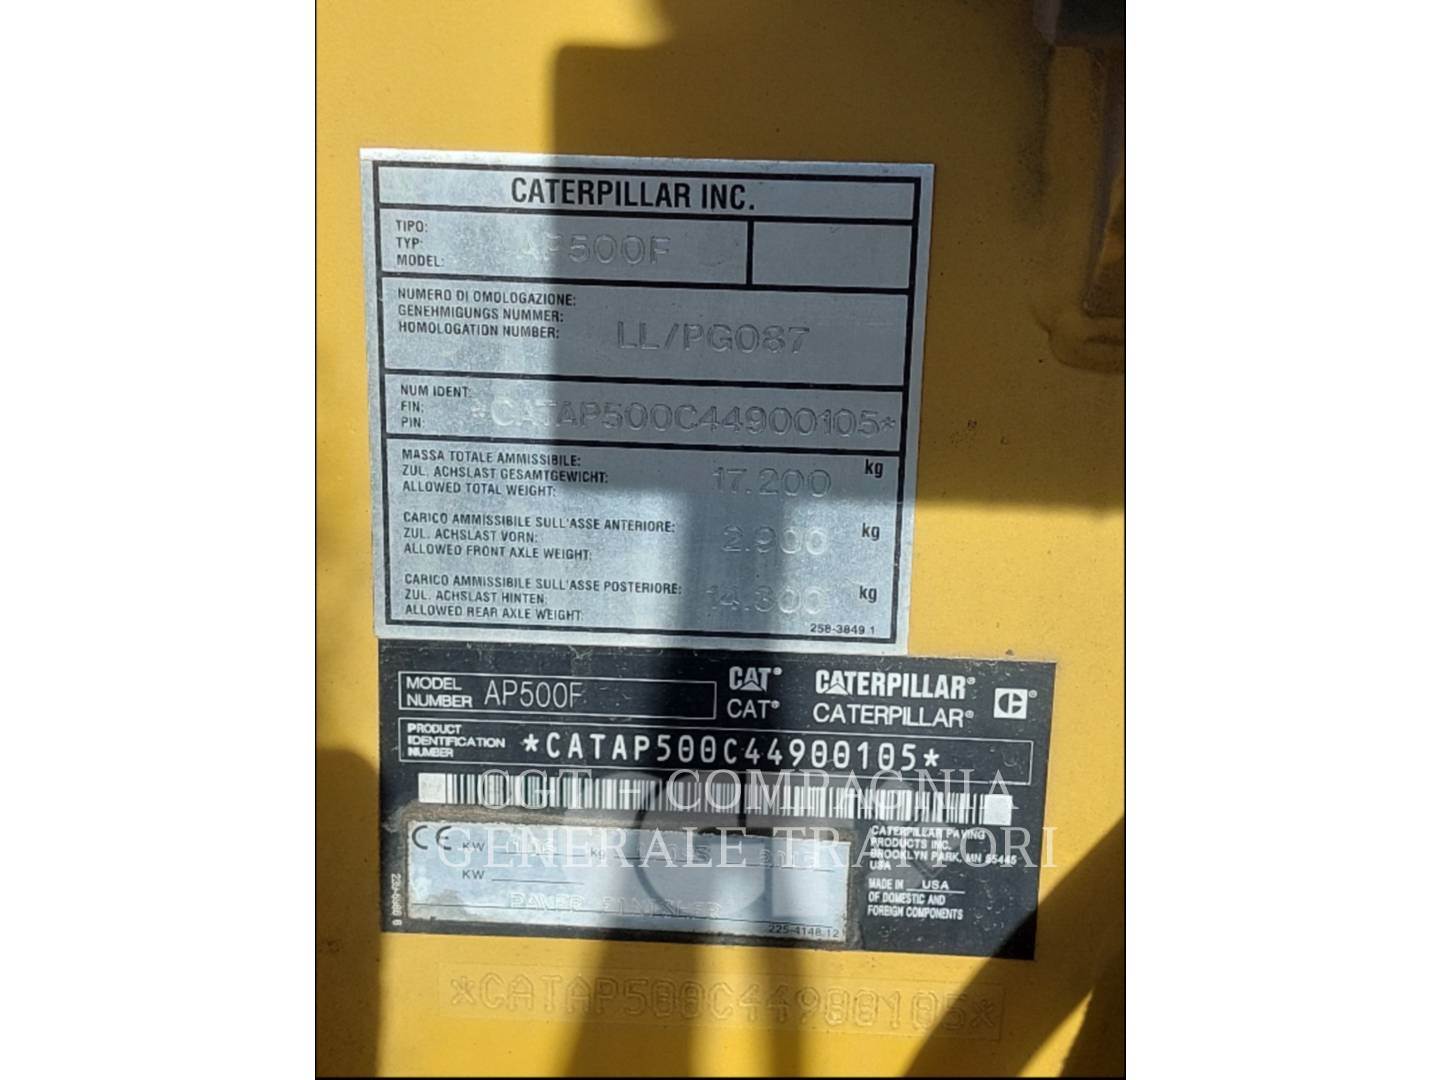 CATERPILLAR INC.
TIPO:
TYP:
MODEL: AP500F
NUMERO DI OMOLOGAZIONE:
GENEHMIGUNGS NUMMER:
HOMOLOGATION NUMBER: LL/PG087
NUM IDENT:
FIN:
PIN: *CATAP500C44900105*
MASSA TOTALE AMMISSIBILE:
ZUL. ACHSLAST GESAMTGEWICHT:
ALLOWED TOTAL WEIGHT: 17.200 kg
CARICO AMMISSIBILE SULL'ASSE ANTERIORE:
ZUL. ACHSLAST VORN:
ALLOWED FRONT AXLE WEIGHT: 2.900 kg
CARICO AMMISSIBILE SULL'ASSE POSTERIORE:
ZUL. ACHSLAST HINTEN:
ALLOWED REAR AXLE WEIGHT: 14.300 kg
258-3849 1
MODEL
NUMBER AP500F
CAT® CATERPILLAR®
CAT® CATERPILLAR®
PRODUCT
IDENTIFICATION
NUMBER *CATAP500C44900105*
CGT - COMPAGNIA
GENERALE TRATTORI
CE KW kg
KW
PAVER FINISHER
225-4148 12
CATERPILLAR PAVING
PRODUCTS INC.
BROOKLYN PARK, MN 55445
USA
MADE IN USA
OF DOMESTIC AND
FOREIGN COMPONENTS
*CATAP500C44900105*